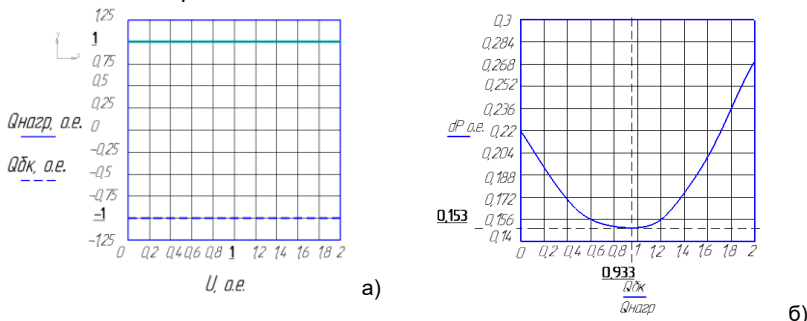 1,25
1
0,75
0,5
Qнагр, о.е.
0
-0,25
Qбк, о.е.
-0,5
-0,75
-1
-1,25
0 0,2 0,4 0,6 0,8 1 1,2 1,4 1,6 1,8 2
U, о.е.
а)
0,3
0,284
0,268
0,252
0,236
dP о.е.
0,22
0,204
0,188
0,172
0,153
0,156
0,14
0 0,2 0,4 0,6 0,8 1 1,2 1,4 1,6 1,8 2
0,933
Qбк
Qнагр
б)